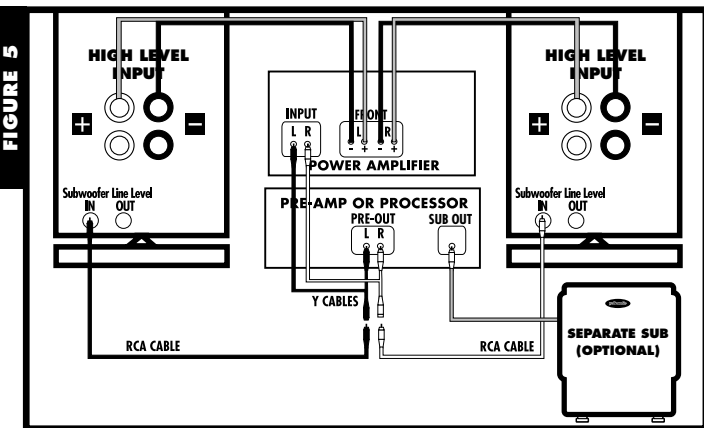 FIGURE 5
HIGH LEVEL
INPUT
+ -
Subwoofer Line Level
IN OUT
INPUT
L R
FRONT
L R
- + - +
POWER AMPLIFIER
PRE-AMP OR PROCESSOR
PRE-OUT
L R
SUB OUT
Y CABLES
RCA CABLE
HIGH LEVEL
INPUT
+ -
Subwoofer Line Level
IN OUT
RCA CABLE
SEPARATE SUB
(OPTIONAL)